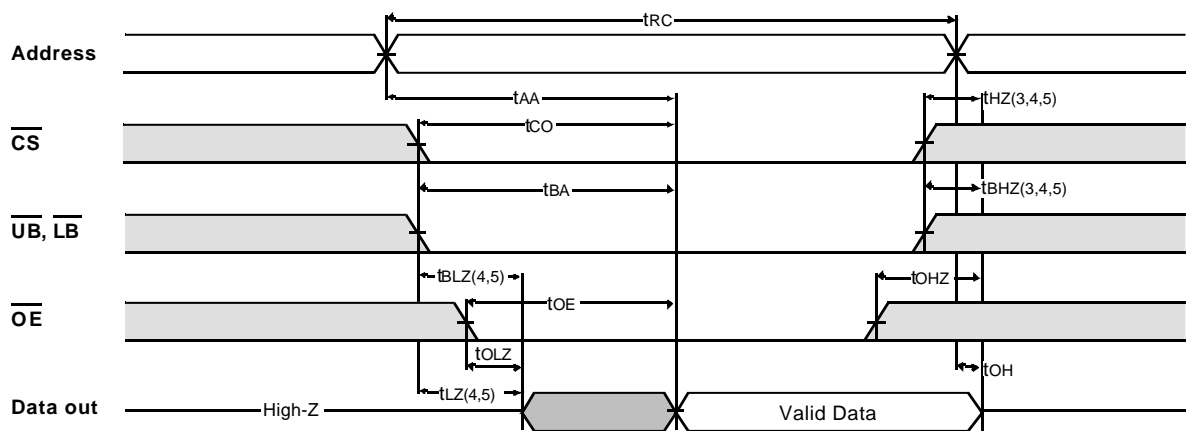 tRC
Address
tAA
tHZ(3,4,5)
tCO
CS
tBA
tBHZ(3,4,5)
UB, LB
tBLZ(4,5)
tOHZ
tOE
OE
tOLZ
tOH
tLZ(4,5)
Data out
High-Z
Valid Data